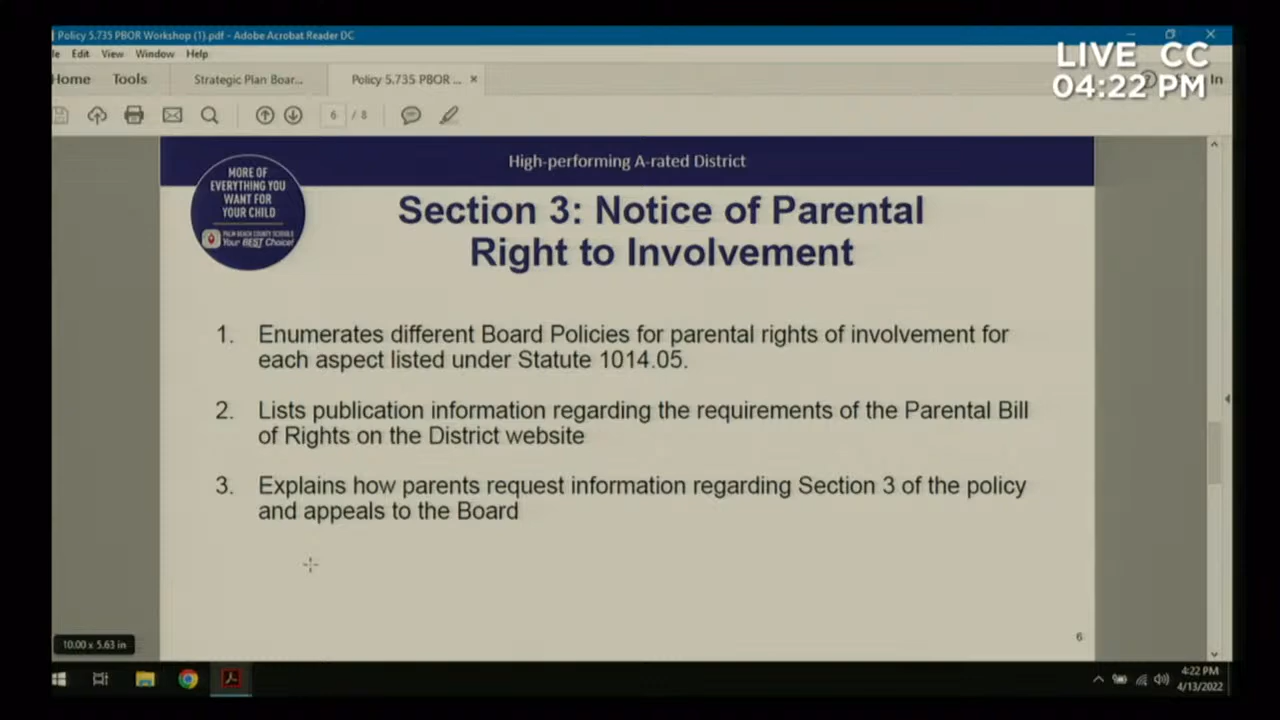 Policy 5.735 PBOR Workshop (1).pdf - Adobe Acrobat Reader DC
Edit View Window Help
LIVE CC
04:22 PM
Home Tools Strategic Plan Boar... Policy 5.735 PBOR ... × In
6 / 8
High-performing A-rated District
MORE OF
EVERYTHING YOU
WANT FOR
YOUR CHILD
PALM BEACH COUNTY SCHOOLS
Your BEST Choice!
Section 3: Notice of Parental
Right to Involvement
1. Enumerates different Board Policies for parental rights of involvement for
each aspect listed under Statute 1014.05.
2. Lists publication information regarding the requirements of the Parental Bill
of Rights on the District website
3. Explains how parents request information regarding Section 3 of the policy
and appeals to the Board
6
10.00 x 5.63 in
4:22 PM
4/13/2022